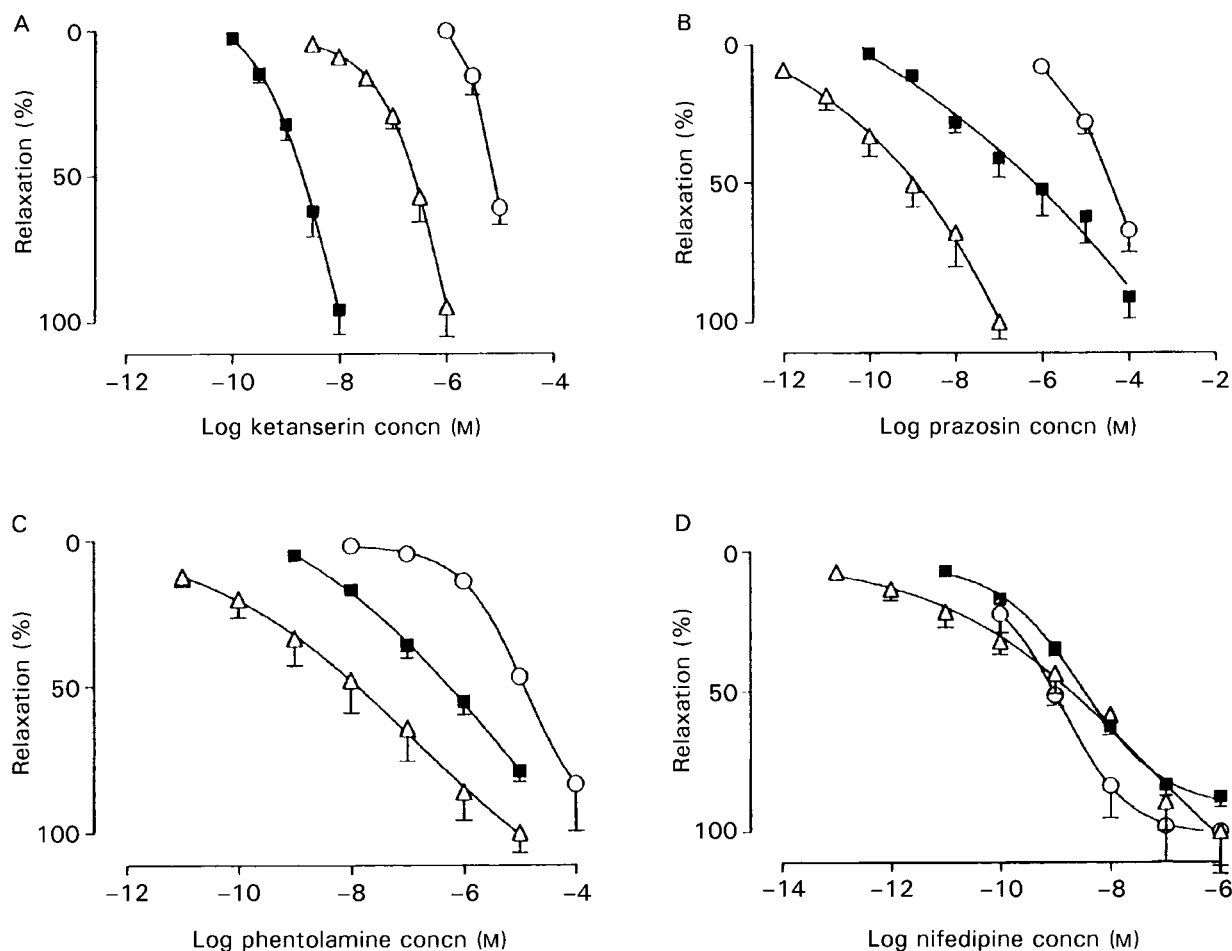 A
0
50
100
Relaxation (%)
−12 −10 −8 −6 −4
Log ketanserin concn (M)
B
0
50
100
Relaxation (%)
−12 −10 −8 −6 −4 −2
Log prazosin concn (M)
C
0
50
100
Relaxation (%)
−12 −10 −8 −6 −4
Log phentolamine concn (M)
D
0
50
100
Relaxation (%)
−14 −12 −10 −8 −6
Log nifedipine concn (M)